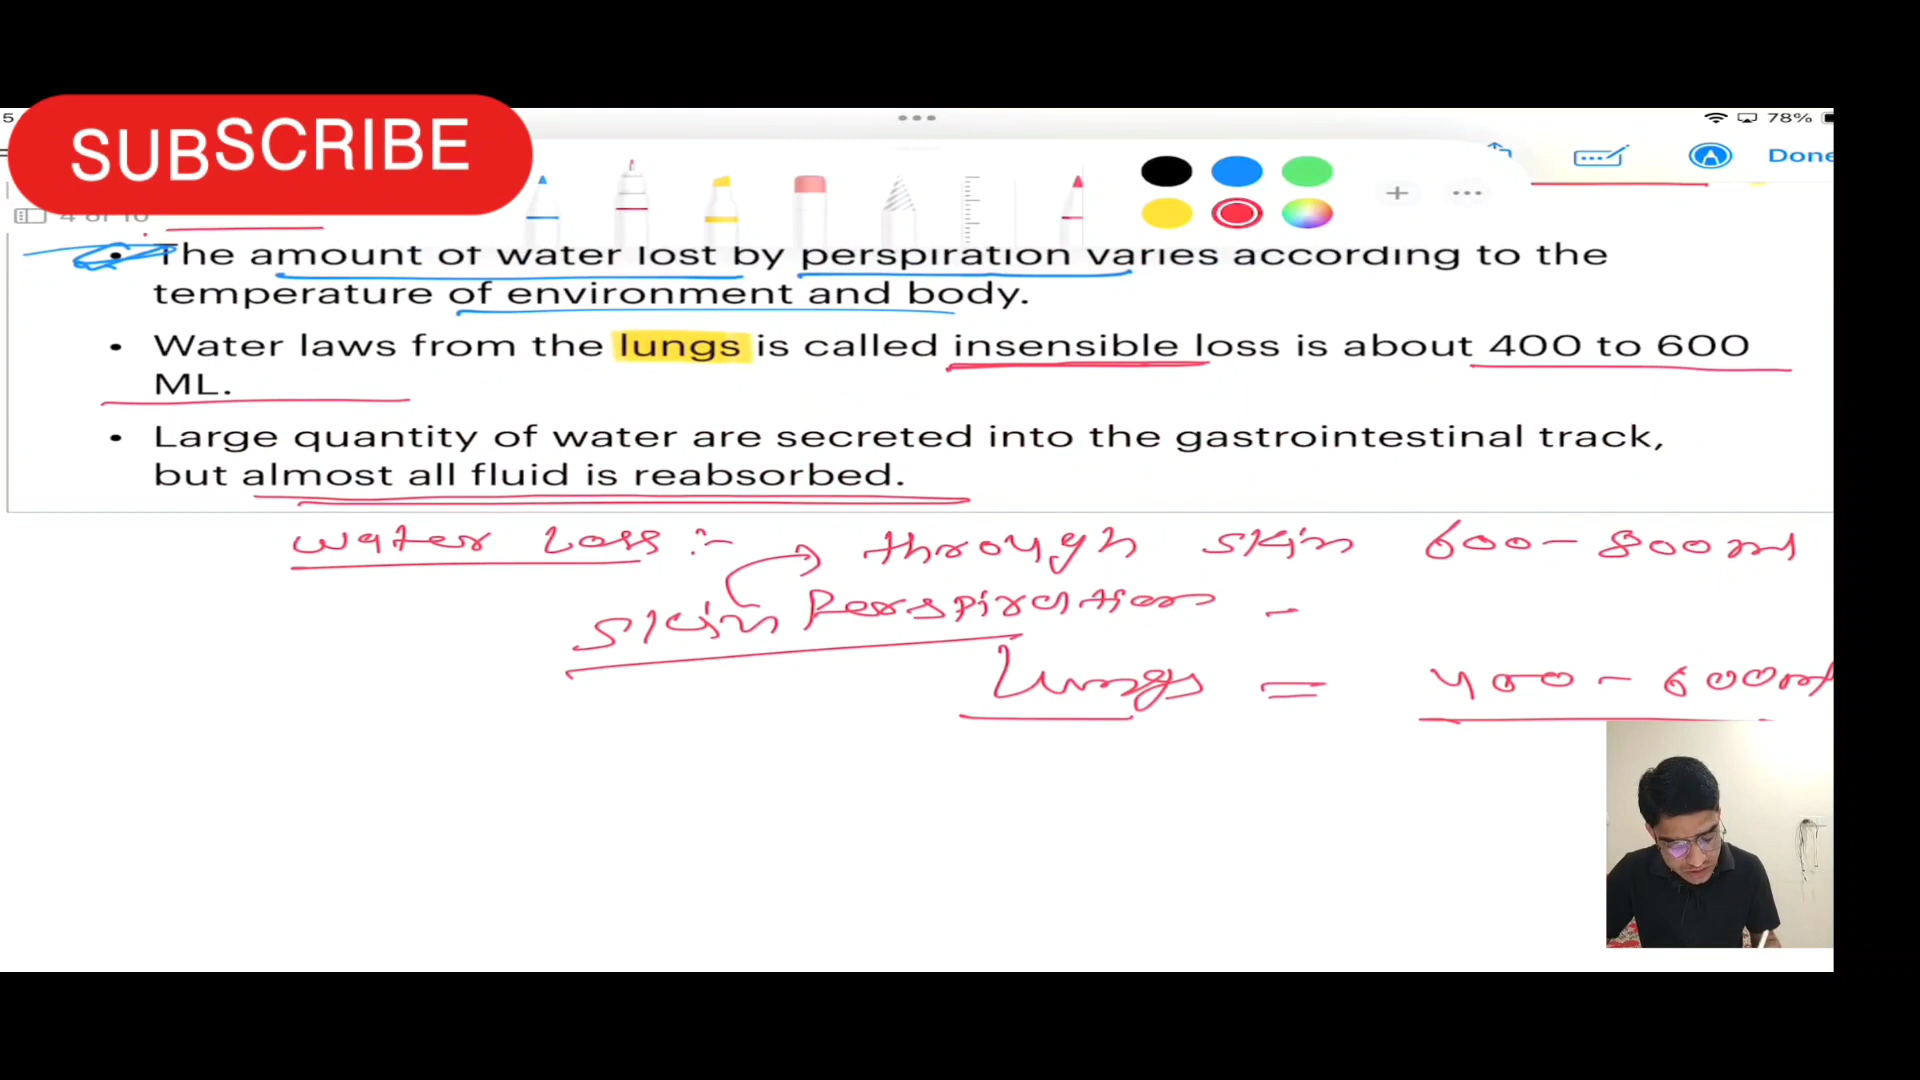 SUBSCRIBE
78%
Done
4 of 10
The amount of water lost by perspiration varies according to the
temperature of environment and body.
• Water laws from the lungs is called insensible loss is about 400 to 600
ML.
• Large quantity of water are secreted into the gastrointestinal track,
but almost all fluid is reabsorbed.
water Loss :- through skin 600-800ml
skin Perspiration -
Lungs = 400-600ml